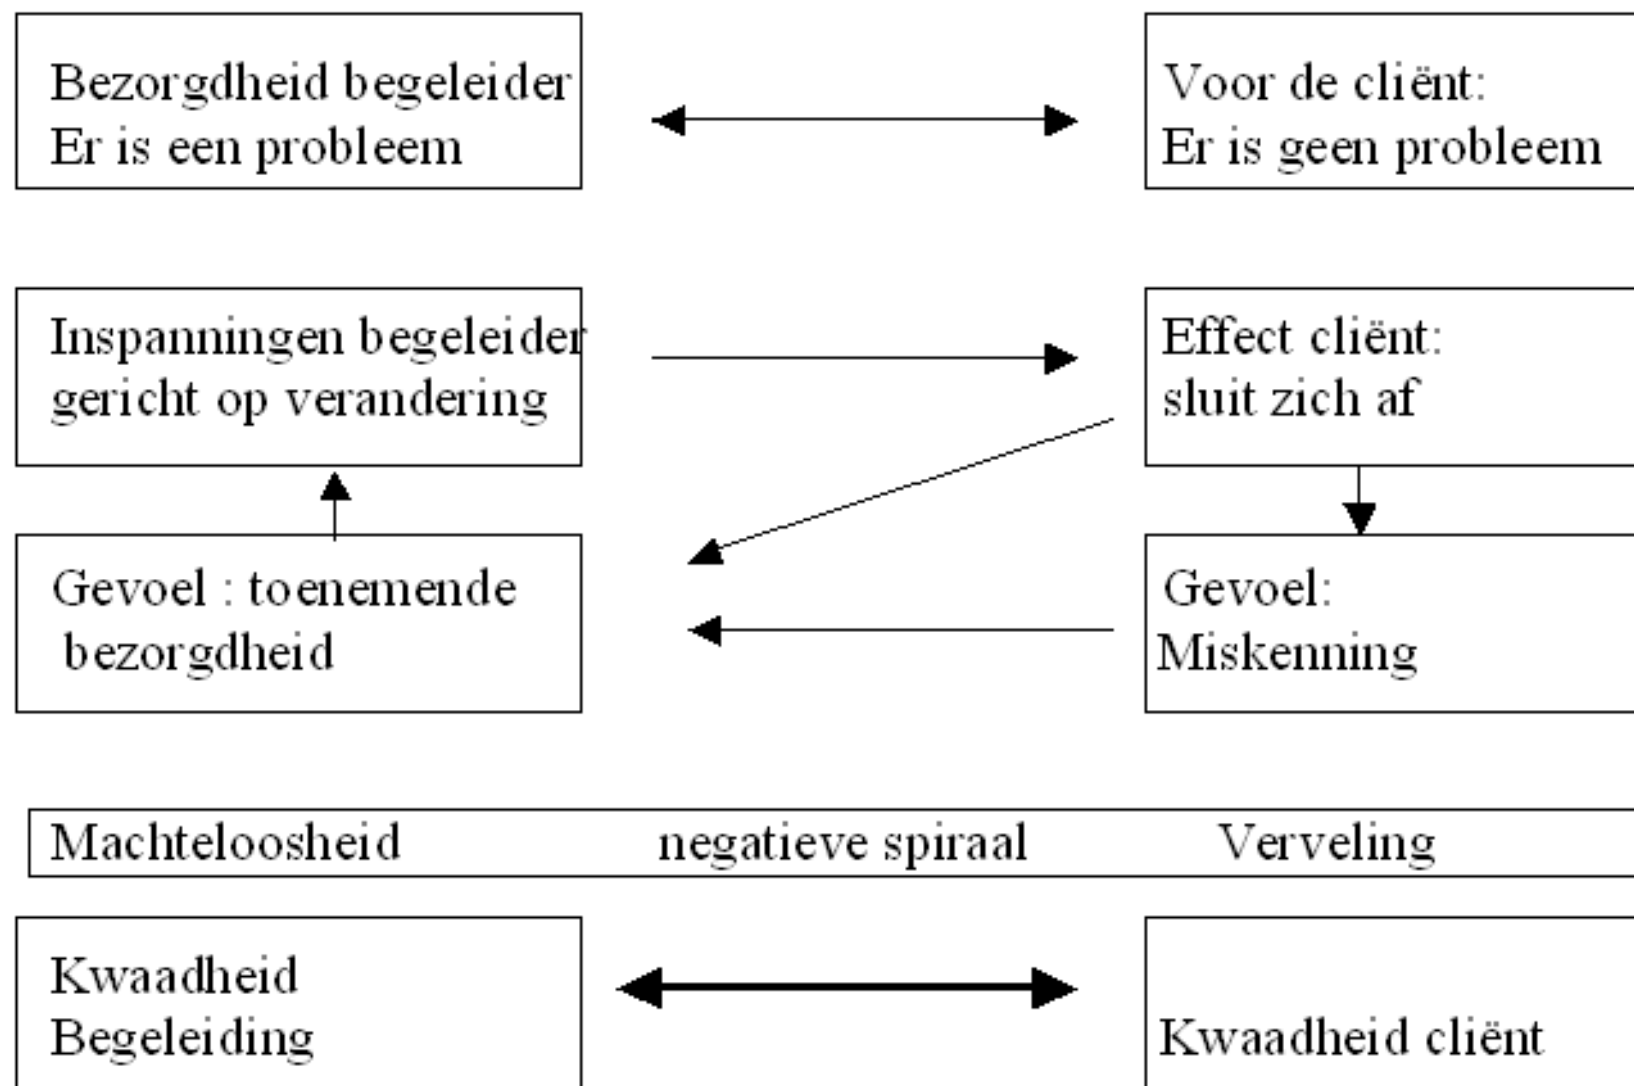 Bezorgdheid begeleider
Er is een probleem
Voor de cliënt:
Er is geen probleem
Inspanningen begeleider
gericht op verandering
Effect cliënt:
sluit zich af
Gevoel : toenemende
bezorgdheid
Gevoel:
Miskenning
Machteloosheid negatieve spiraal Verveling
Kwaadheid
Begeleiding
Kwaadheid cliënt